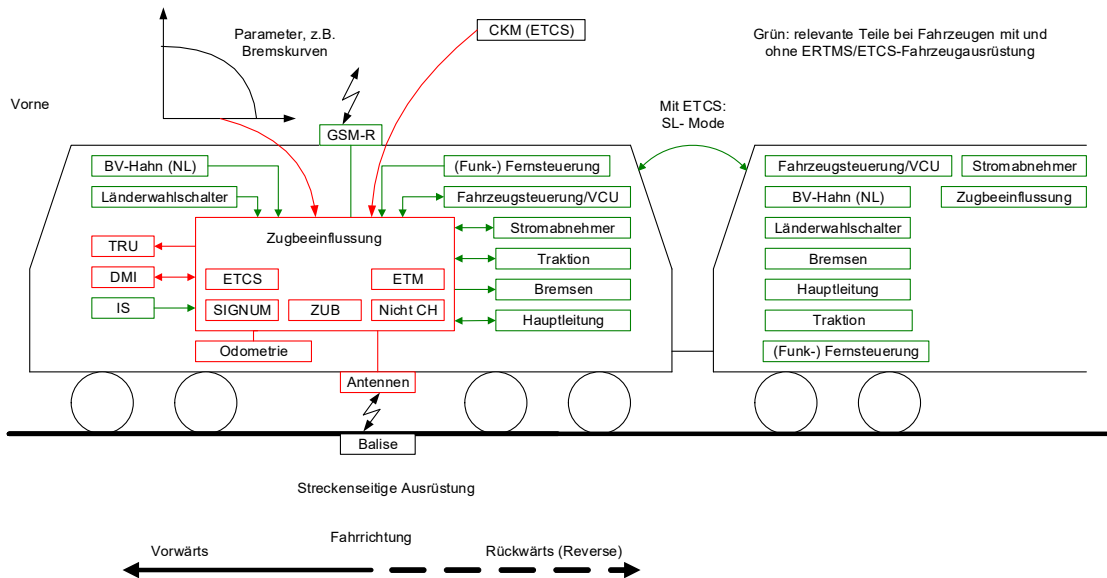 Parameter, z.B.
Bremskurven
CKM (ETCS)
Grün: relevante Teile bei Fahrzeugen mit und
ohne ERTMS/ETCS-Fahrzeugausrüstung
Vorne
Mit ETCS:
SL- Mode
GSM-R
BV-Hahn (NL)
Länderwahlschalter
(Funk-) Fernsteuerung
Fahrzeugsteuerung/VCU
Zugbeeinflussung
TRU
DMI
IS
ETCS
ETM
SIGNUM
ZUB
Nicht CH
Odometrie
Stromabnehmer
Traktion
Bremsen
Hauptleitung
Antennen
Balise
Fahrzeugsteuerung/VCU
Stromabnehmer
BV-Hahn (NL)
Zugbeeinflussung
Länderwahlschalter
Bremsen
Hauptleitung
Traktion
(Funk-) Fernsteuerung
Streckenseitige Ausrüstung
Fahrrichtung
Vorwärts
Rückwärts (Reverse)